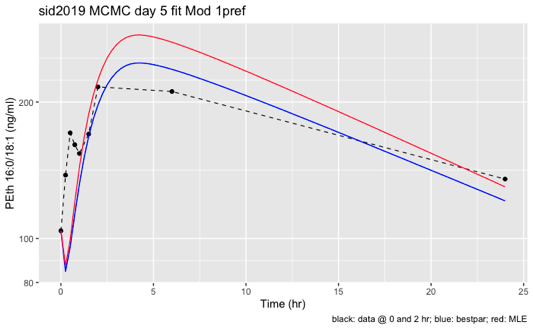 sid2019 MCMC day 5 fit Mod 1pref
PEth 16:0/18:1 (ng/ml)
200
100
80
0
5
10
15
20
25
Time (hr)
black: data @ 0 and 2 hr; blue: bestpar; red: MLE